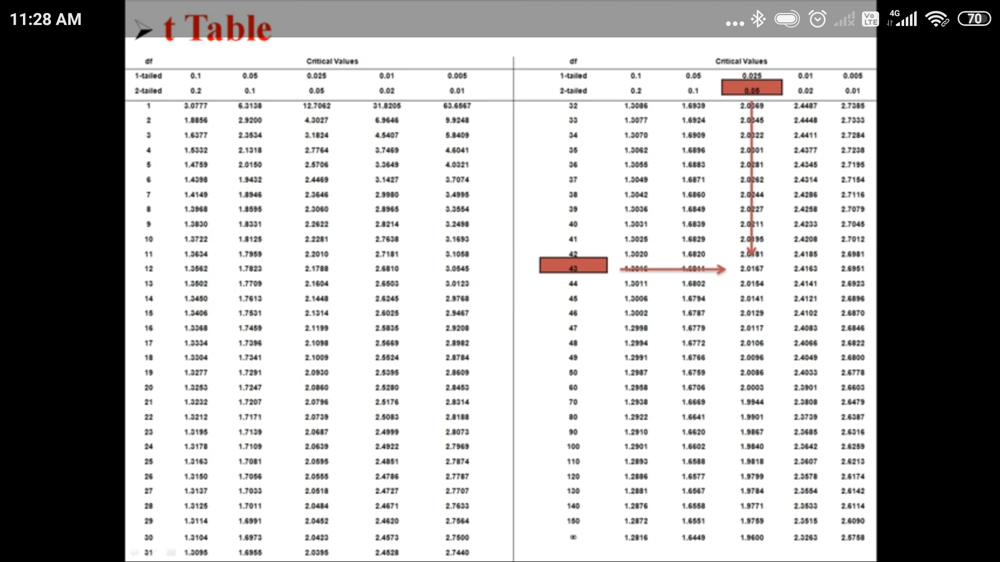 11:28 AM
4G
Vo LTE
70
t Table
df Critical Values
1-tailed 0.1 0.05 0.025 0.01 0.005
2-tailed 0.2 0.1 0.05 0.02 0.01
1 3.0777 6.3138 12.7062 31.8205 63.6567
2 1.8856 2.9200 4.3027 6.9646 9.9248
3 1.6377 2.3534 3.1824 4.5407 5.8409
4 1.5332 2.1318 2.7764 3.7469 4.6041
5 1.4759 2.0150 2.5706 3.3649 4.0321
6 1.4398 1.9432 2.4469 3.1427 3.7074
7 1.4149 1.8946 2.3646 2.9980 3.4995
8 1.3968 1.8595 2.3060 2.8965 3.3554
9 1.3830 1.8331 2.2622 2.8214 3.2498
10 1.3722 1.8125 2.2281 2.7638 3.1693
11 1.3634 1.7959 2.2010 2.7181 3.1058
12 1.3562 1.7823 2.1788 2.6810 3.0545
13 1.3502 1.7709 2.1604 2.6503 3.0123
14 1.3450 1.7613 2.1448 2.6245 2.9768
15 1.3406 1.7531 2.1314 2.6025 2.9467
16 1.3368 1.7459 2.1199 2.5835 2.9208
17 1.3334 1.7396 2.1098 2.5669 2.8982
18 1.3304 1.7341 2.1009 2.5524 2.8784
19 1.3277 1.7291 2.0930 2.5395 2.8609
20 1.3253 1.7247 2.0860 2.5280 2.8453
21 1.3232 1.7207 2.0796 2.5176 2.8314
22 1.3212 1.7171 2.0739 2.5083 2.8188
23 1.3195 1.7139 2.0687 2.4999 2.8073
24 1.3178 1.7109 2.0639 2.4922 2.7969
25 1.3163 1.7081 2.0595 2.4851 2.7874
26 1.3150 1.7056 2.0555 2.4786 2.7787
27 1.3137 1.7033 2.0518 2.4727 2.7707
28 1.3125 1.7011 2.0484 2.4671 2.7633
29 1.3114 1.6991 2.0452 2.4620 2.7564
30 1.3104 1.6973 2.0423 2.4573 2.7500
31 1.3095 1.6955 2.0395 2.4528 2.7440
df Critical Values
1-tailed 0.1 0.05 0.025 0.01 0.005
2-tailed 0.2 0.1 0.05 0.02 0.01
32 1.3086 1.6939 2.0369 2.4487 2.7385
33 1.3077 1.6924 2.0345 2.4448 2.7333
34 1.3070 1.6909 2.0322 2.4411 2.7284
35 1.3062 1.6896 2.0301 2.4377 2.7238
36 1.3055 1.6883 2.0281 2.4345 2.7195
37 1.3049 1.6871 2.0262 2.4314 2.7154
38 1.3042 1.6860 2.0244 2.4286 2.7116
39 1.3036 1.6849 2.0227 2.4258 2.7079
40 1.3031 1.6839 2.0211 2.4233 2.7045
41 1.3025 1.6829 2.0195 2.4208 2.7012
42 1.3020 1.6820 2.0181 2.4185 2.6981
43 1.3016 1.6811 2.0167 2.4163 2.6951
44 1.3011 1.6802 2.0154 2.4141 2.6923
45 1.3006 1.6794 2.0141 2.4121 2.6896
46 1.3002 1.6787 2.0129 2.4102 2.6870
47 1.2998 1.6779 2.0117 2.4083 2.6846
48 1.2994 1.6772 2.0106 2.4066 2.6822
49 1.2991 1.6766 2.0096 2.4049 2.6800
50 1.2987 1.6759 2.0086 2.4033 2.6778
60 1.2958 1.6706 2.0003 2.3901 2.6603
70 1.2938 1.6669 1.9944 2.3808 2.6479
80 1.2922 1.6641 1.9901 2.3739 2.6387
90 1.2910 1.6620 1.9867 2.3685 2.6316
100 1.2901 1.6602 1.9840 2.3642 2.6259
110 1.2893 1.6588 1.9818 2.3607 2.6213
120 1.2886 1.6577 1.9799 2.3578 2.6174
130 1.2881 1.6567 1.9784 2.3554 2.6142
140 1.2876 1.6558 1.9771 2.3533 2.6114
150 1.2872 1.6551 1.9759 2.3515 2.6090
∞ 1.2816 1.6449 1.9600 2.3263 2.5758